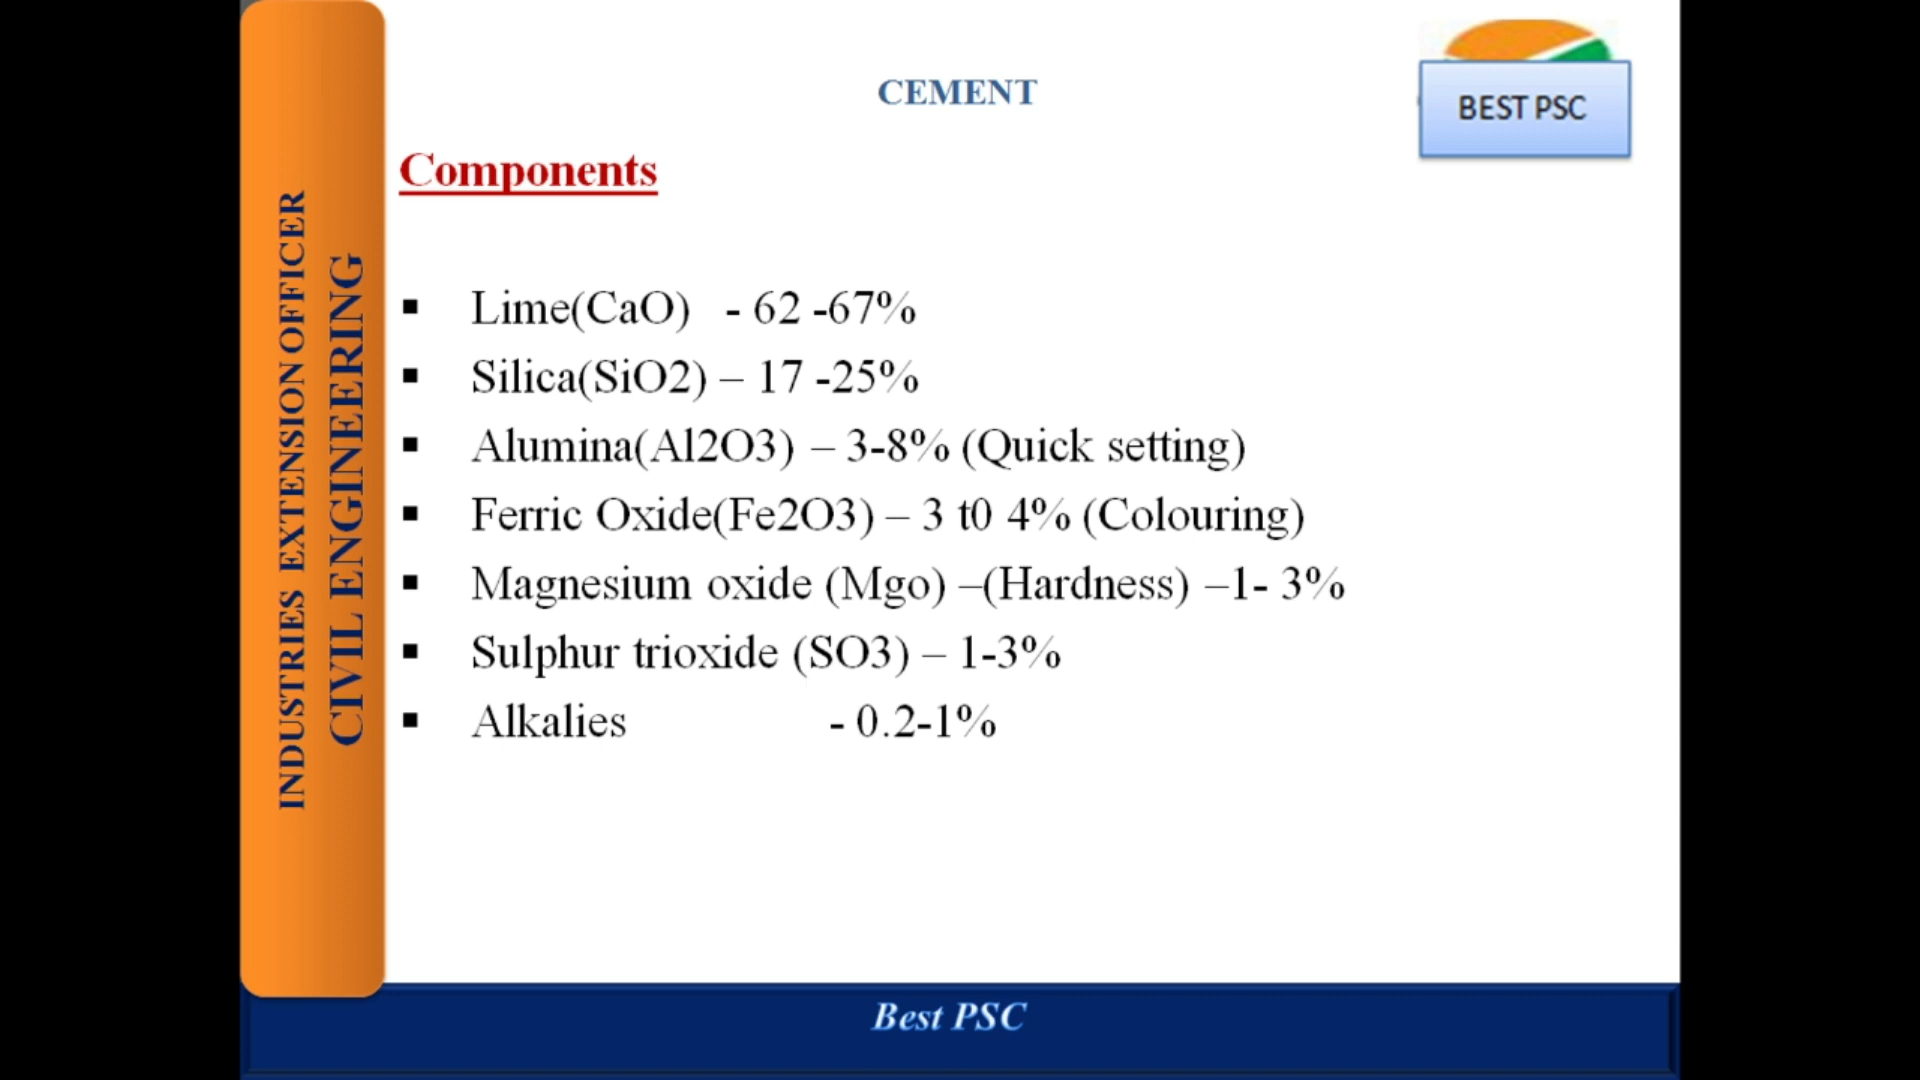 CEMENT
BEST PSC
Components
▪ Lime(CaO) - 62 -67%
▪ Silica(SiO2) – 17 -25%
▪ Alumina(Al2O3) – 3-8% (Quick setting)
▪ Ferric Oxide(Fe2O3) – 3 t0 4% (Colouring)
▪ Magnesium oxide (Mgo) –(Hardness) –1- 3%
▪ Sulphur trioxide (SO3) – 1-3%
▪ Alkalies - 0.2-1%
INDUSTRIES EXTENSION OFFICER
CIVIL ENGINEERING
Best PSC